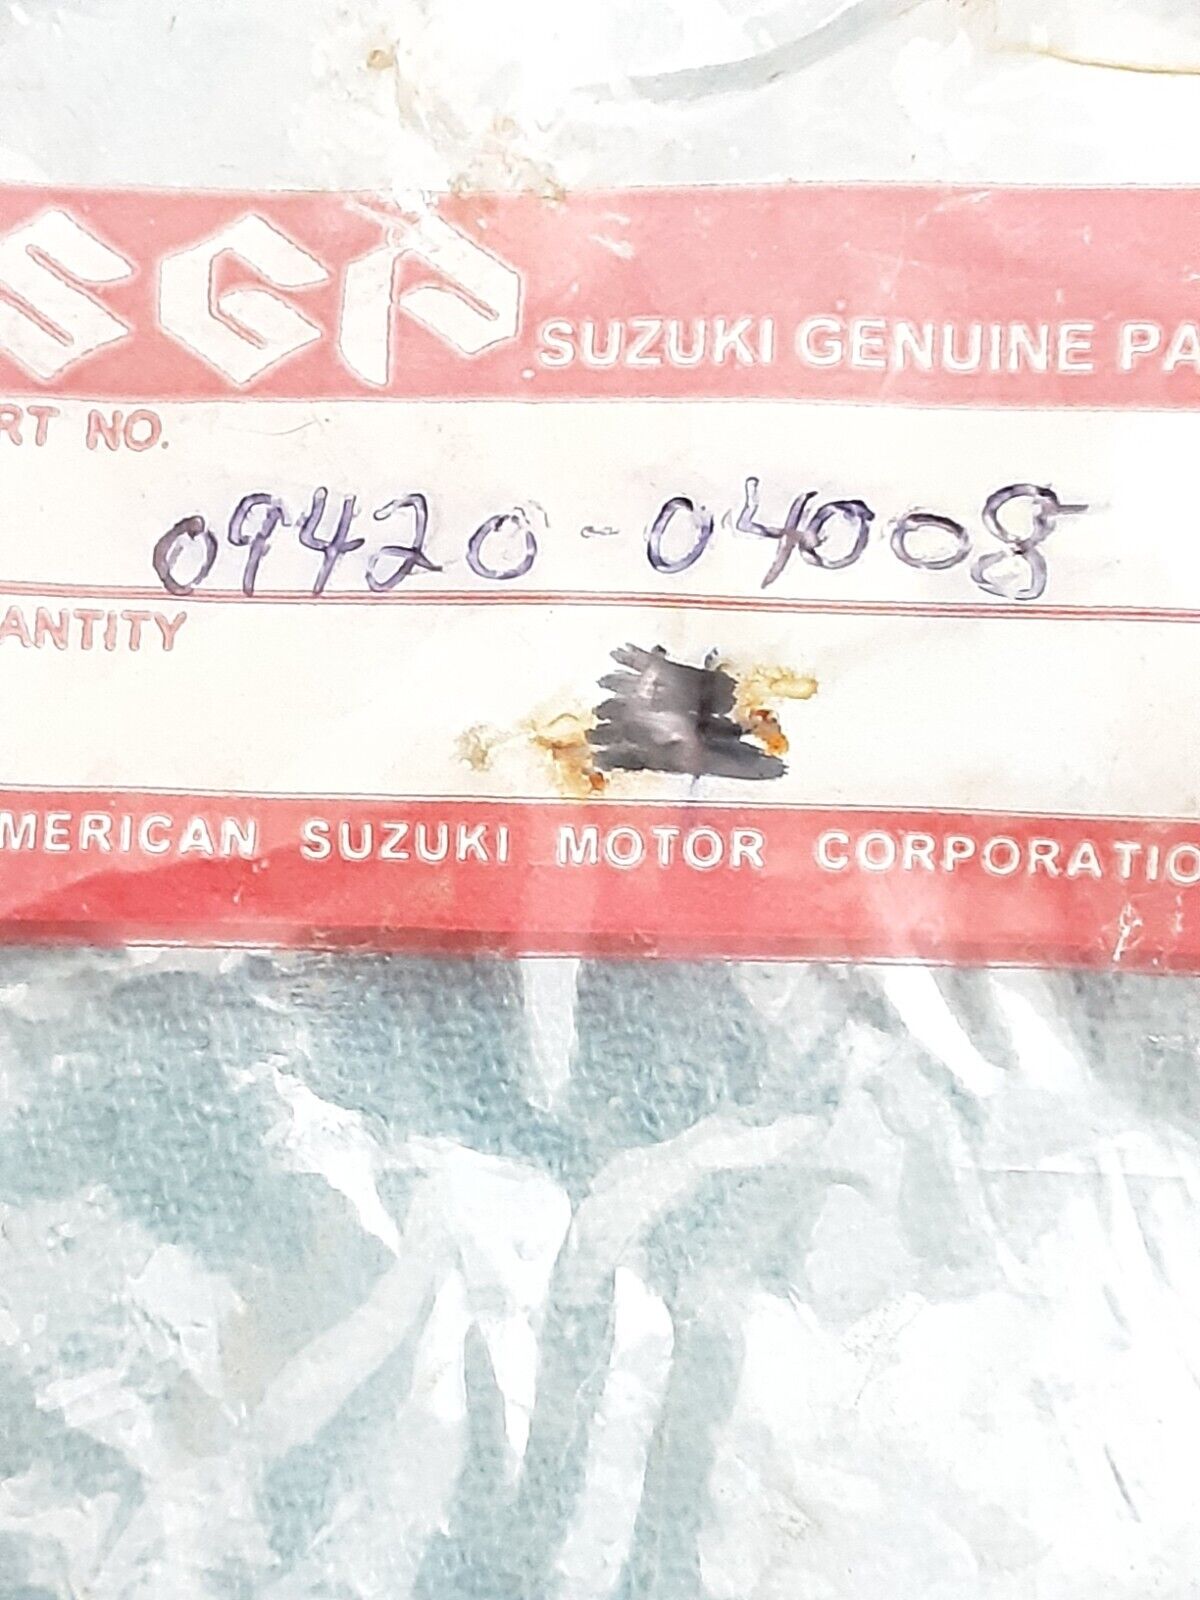 SGP SUZUKI GENUINE PA
RT NO.
09420-04008
ANTITY
MERICAN SUZUKI MOTOR CORPORATIO